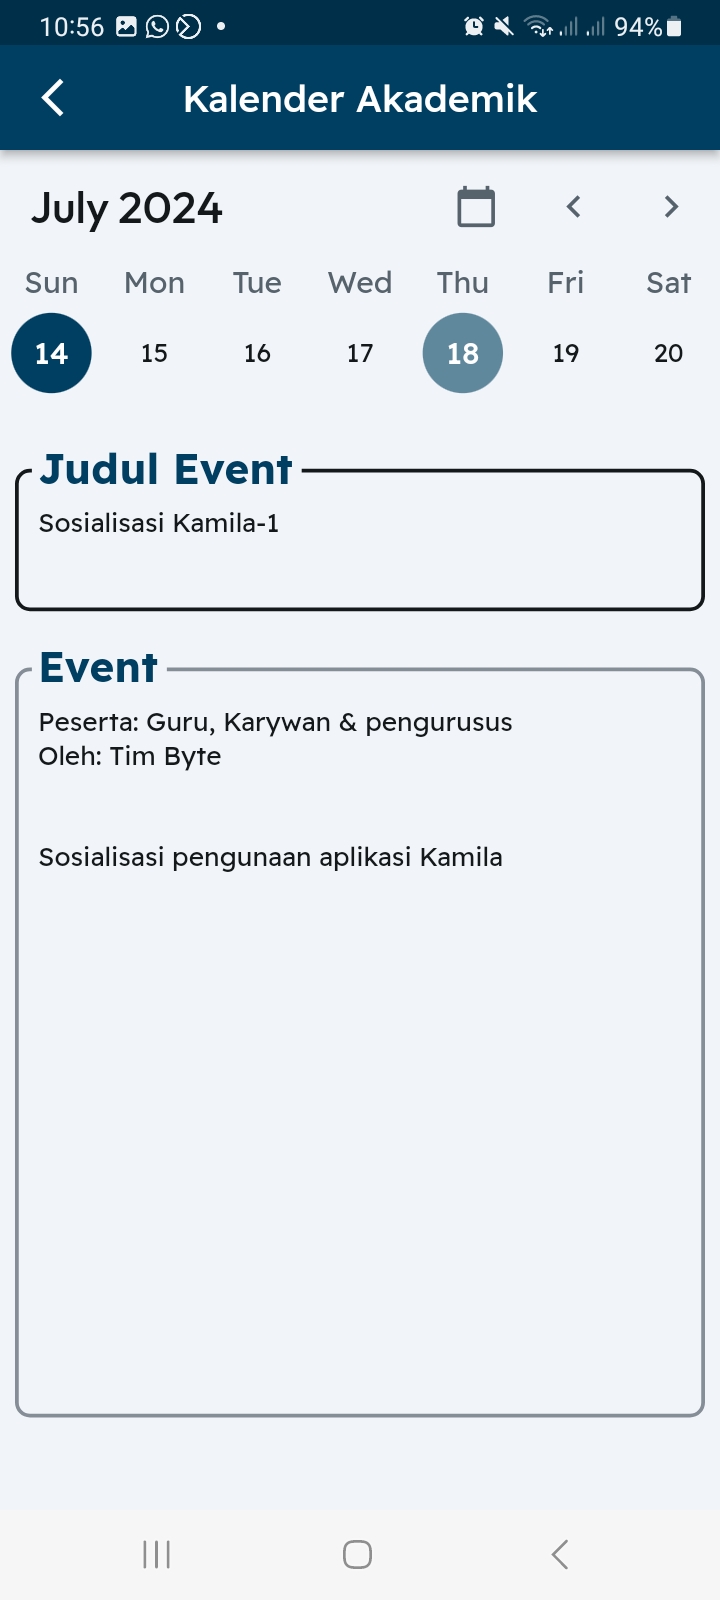 10:56 94%
Kalender Akademik
July 2024
Sun Mon Tue Wed Thu Fri Sat
14 15 16 17 18 19 20
Judul Event
Sosialisasi Kamila-1
Event
Peserta: Guru, Karywan & pengurusus
Oleh: Tim Byte
Sosialisasi pengunaan aplikasi Kamila